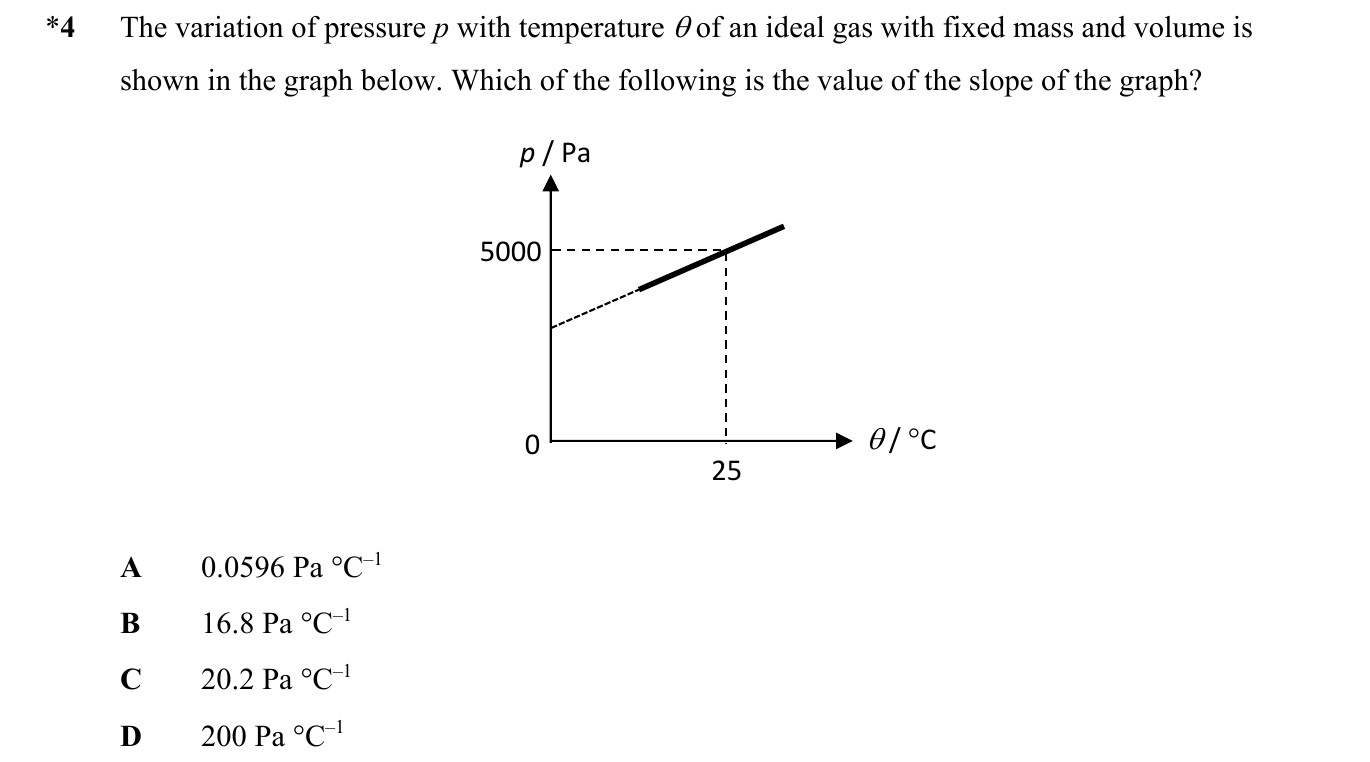 *4 The variation of pressure p with temperature θ of an ideal gas with fixed mass and volume is
shown in the graph below. Which of the following is the value of the slope of the graph?
p / Pa
5000
0
θ / °C
25
A 0.0596 Pa °C⁻¹
B 16.8 Pa °C⁻¹
C 20.2 Pa °C⁻¹
D 200 Pa °C⁻¹